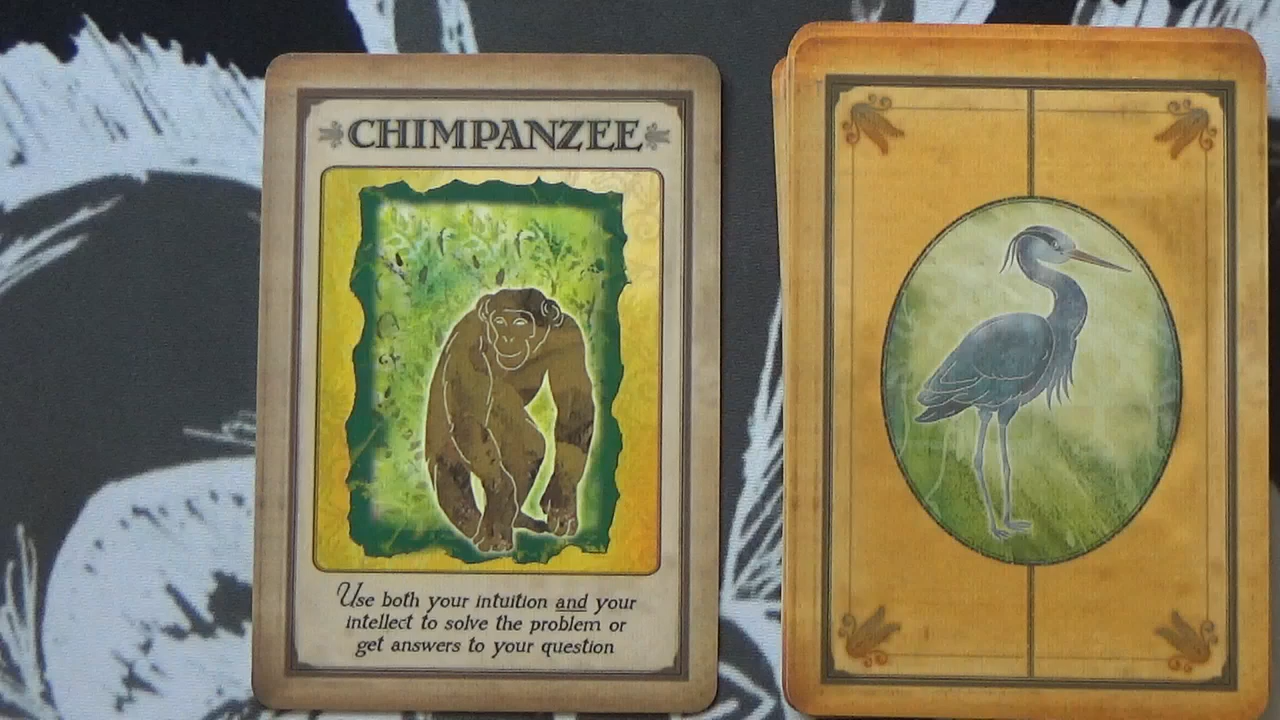 CHIMPANZEE
Use both your intuition and your
intellect to solve the problem or
get answers to your question